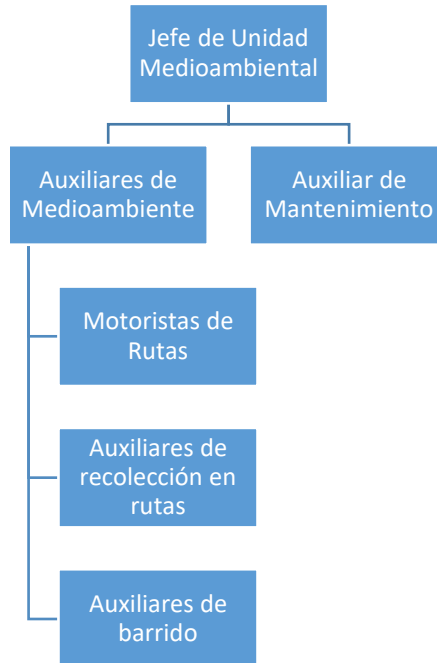 Jefe de Unidad
Medioambiental
Auxiliares de
Medioambiente
Auxiliar de
Mantenimiento
Motoristas de
Rutas
Auxiliares de
recolección en
rutas
Auxiliares de
barrido